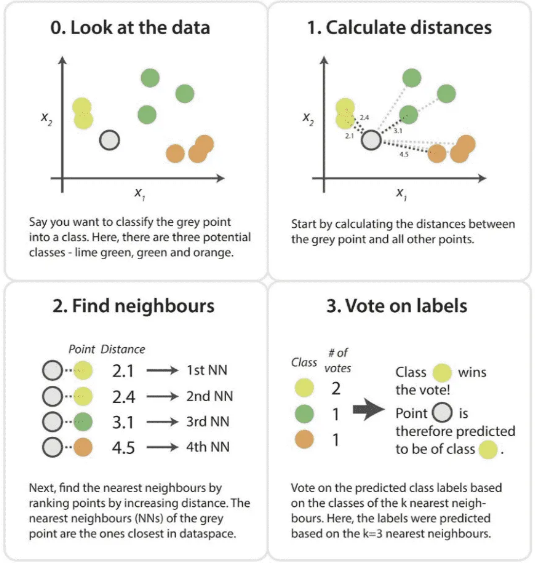 0. Look at the data
X2
X1
Say you want to classify the grey point
into a class. Here, there are three potential
classes - lime green, green and orange.
1. Calculate distances
X2
2.4
2.1
3.1
4.5
X1
Start by calculating the distances between
the grey point and all other points.
2. Find neighbours
Point Distance
2.1 1st NN
2.4 2nd NN
3.1 3rd NN
4.5 4th NN
Next, find the nearest neighbours by
ranking points by increasing distance. The
nearest neighbours (NNs) of the grey
point are the ones closest in dataspace.
3. Vote on labels
Class # of
votes
2
1
1
Class wins
the vote!
Point is
therefore predicted
to be of class .
Vote on the predicted class labels based
on the classes of the k nearest neigh-
bours. Here, the labels were predicted
based on the k=3 nearest neighbours.